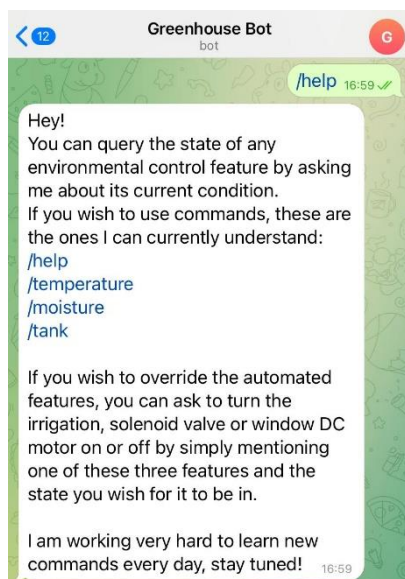 12
Greenhouse Bot
bot
G
/help 16:59
Hey!
You can query the state of any
environmental control feature by asking
me about its current condition.
If you wish to use commands, these are
the ones I can currently understand:
/help
/temperature
/moisture
/tank
If you wish to override the automated
features, you can ask to turn the
irrigation, solenoid valve or window DC
motor on or off by simply mentioning
one of these three features and the
state you wish for it to be in.
I am working very hard to learn new
commands every day, stay tuned! 16:59